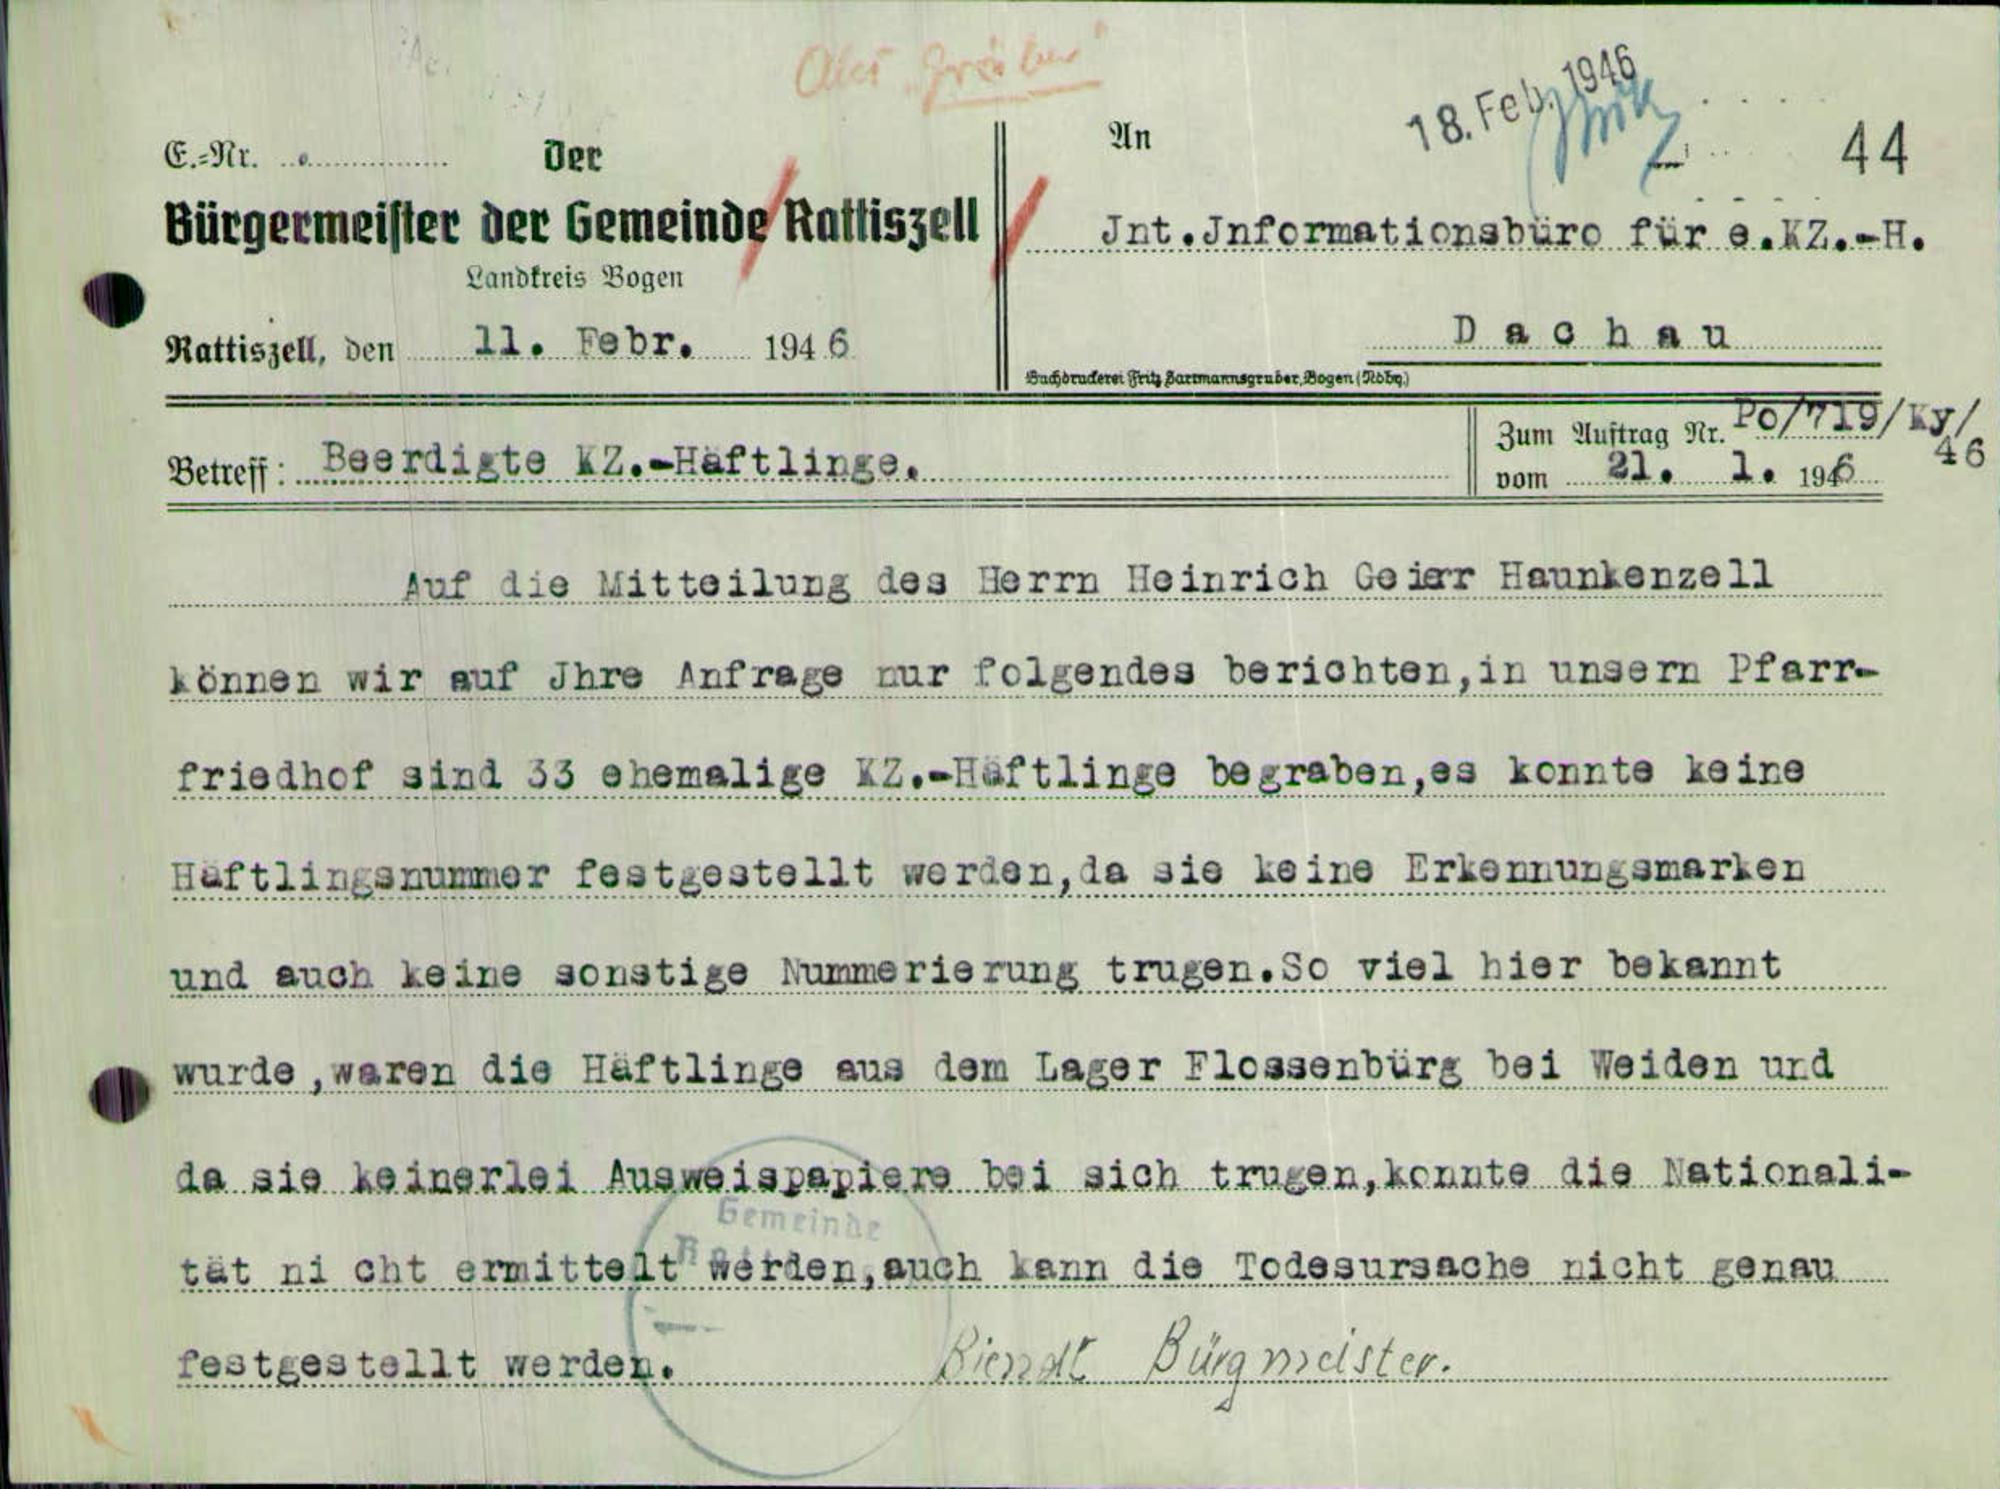 Akt "Gräber"
18. Feb. 1946
E.=Nr.
Der
An
44
Bürgermeister der Gemeinde Rattiszell
Jnt.Jnformationsbüro für e.KZ.-H.
Landkreis Bogen
Rattiszell, den 11. Febr. 1946
Dachau
Buchdruckerei Fritz Hartmannsgruber, Bogen (Ndby.)
Betreff: Beerdigte KZ.-Häftlinge.
Zum Auftrag Nr. Po/719/Ky/
46
vom 21. 1. 1946
Auf die Mitteilung des Herrn Heinrich Geier Haunkenzell
können wir auf Jhre Anfrage nur folgendes berichten,in unsern Pfarr-
friedhof sind 33 ehemalige KZ.-Häftlinge begraben,es konnte keine
Häftlingsnummer festgestellt werden,da sie keine Erkennungsmarken
und auch keine sonstige Nummerierung trugen.So viel hier bekannt
wurde,waren die Häftlinge aus dem Lager Flossenbürg bei Weiden und
da sie keinerlei Ausweispapiere bei sich trugen,konnte die Nationali-
Gemeinde
tät ni cht ermittelt werden,auch kann die Todesursache nicht genau
festgestellt werden.
Bürgmeister.